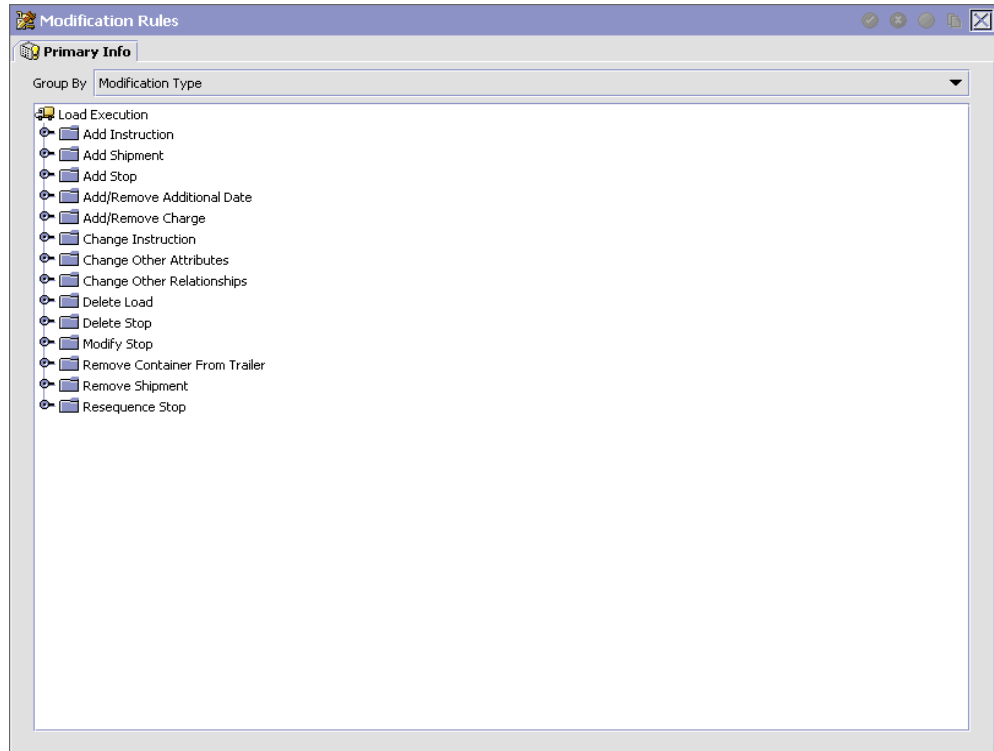 Modification Rules
Primary Info
Group By Modification Type
Load Execution
Add Instruction
Add Shipment
Add Stop
Add/Remove Additional Date
Add/Remove Charge
Change Instruction
Change Other Attributes
Change Other Relationships
Delete Load
Delete Stop
Modify Stop
Remove Container From Trailer
Remove Shipment
Resequence Stop